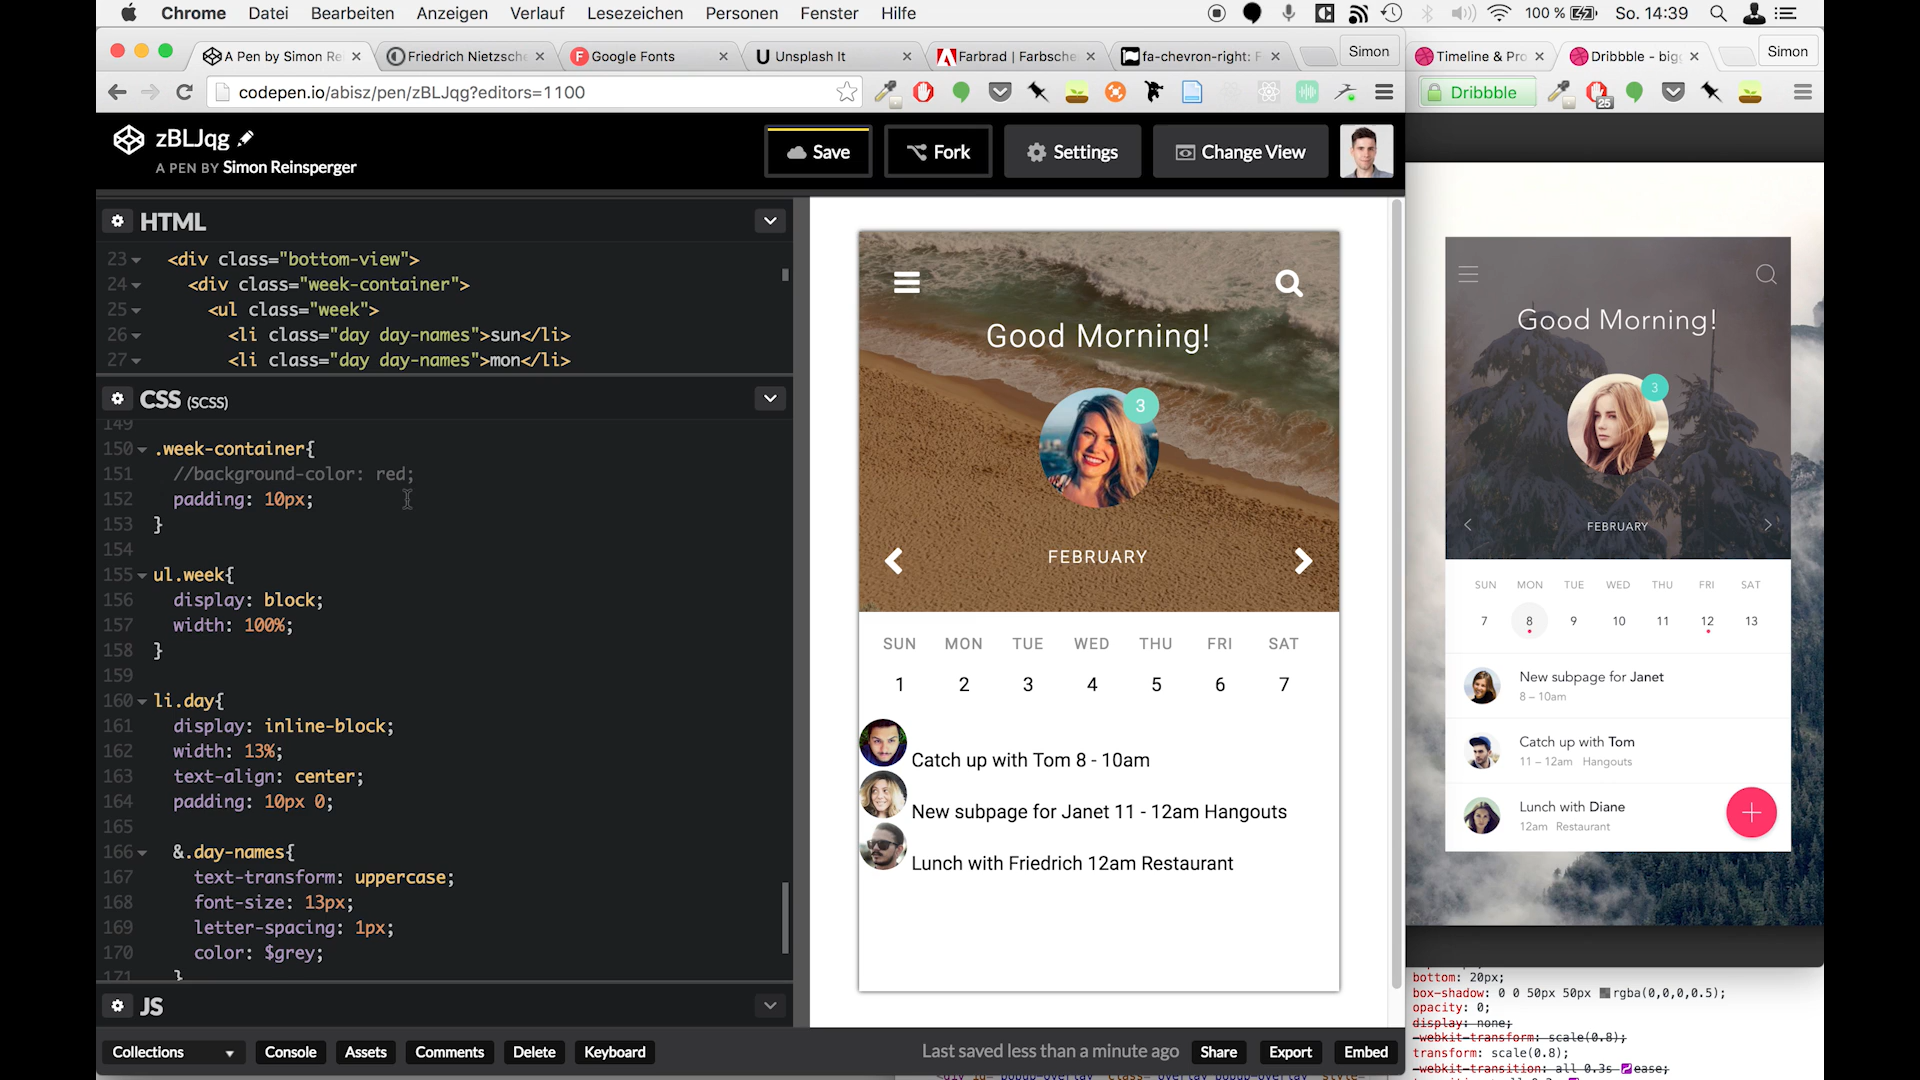 Chrome Datei Bearbeiten Anzeigen Verlauf Lesezeichen Personen Fenster Hilfe 100 % So. 14:39
A Pen by Simon Re Friedrich Nietzsche Google Fonts Unsplash It Farbrad | Farbsche fa-chevron-right: F Simon
codepen.io/abisz/pen/zBLJqg?editors=1100
zBLJqg
A PEN BY Simon Reinsperger
Save Fork Settings Change View
HTML
23 <div class="bottom-view">
24 <div class="week-container">
25 <ul class="week">
26 <li class="day day-names">sun</li>
27 <li class="day day-names">mon</li>
CSS (SCSS)
149
150 .week-container{
151 //background-color: red;
152 padding: 10px;
153 }
154
155 ul.week{
156 display: block;
157 width: 100%;
158 }
159
160 li.day{
161 display: inline-block;
162 width: 13%;
163 text-align: center;
164 padding: 10px 0;
165
166 &.day-names{
167 text-transform: uppercase;
168 font-size: 13px;
169 letter-spacing: 1px;
170 color: $grey;
171 }
JS
Collections Console Assets Comments Delete Keyboard Last saved less than a minute ago Share Export Embed
Good Morning!
3
FEBRUARY
SUN MON TUE WED THU FRI SAT
1 2 3 4 5 6 7
Catch up with Tom 8 - 10am
New subpage for Janet 11 - 12am Hangouts
Lunch with Friedrich 12am Restaurant
Timeline & Pro Dribbble - big Simon
Dribbble 25
Good Morning!
3
FEBRUARY
SUN MON TUE WED THU FRI SAT
7 8 9 10 11 12 13
New subpage for Janet
8 – 10am
Catch up with Tom
11 – 12am Hangouts
Lunch with Diane
12am Restaurant
bottom: 20px;
box-shadow: 0 0 50px 50px rgba(0,0,0,0.5);
opacity: 0;
display: none;
-webkit-transform: scale(0.8);
transform: scale(0.8);
-webkit-transition: all 0.3s ease;